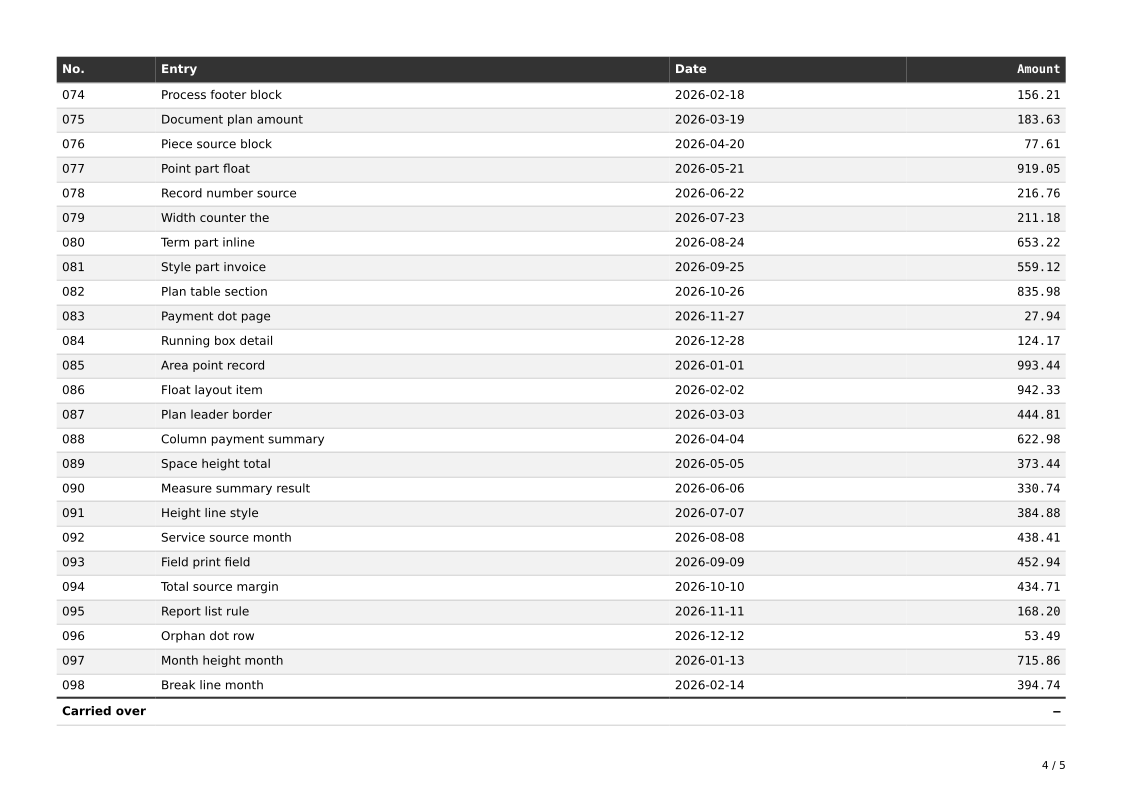 No. Entry Date Amount
074 Process footer block 2026-02-18 156.21
075 Document plan amount 2026-03-19 183.63
076 Piece source block 2026-04-20 77.61
077 Point part float 2026-05-21 919.05
078 Record number source 2026-06-22 216.76
079 Width counter the 2026-07-23 211.18
080 Term part inline 2026-08-24 653.22
081 Style part invoice 2026-09-25 559.12
082 Plan table section 2026-10-26 835.98
083 Payment dot page 2026-11-27 27.94
084 Running box detail 2026-12-28 124.17
085 Area point record 2026-01-01 993.44
086 Float layout item 2026-02-02 942.33
087 Plan leader border 2026-03-03 444.81
088 Column payment summary 2026-04-04 622.98
089 Space height total 2026-05-05 373.44
090 Measure summary result 2026-06-06 330.74
091 Height line style 2026-07-07 384.88
092 Service source month 2026-08-08 438.41
093 Field print field 2026-09-09 452.94
094 Total source margin 2026-10-10 434.71
095 Report list rule 2026-11-11 168.20
096 Orphan dot row 2026-12-12 53.49
097 Month height month 2026-01-13 715.86
098 Break line month 2026-02-14 394.74
Carried over –
4 / 5